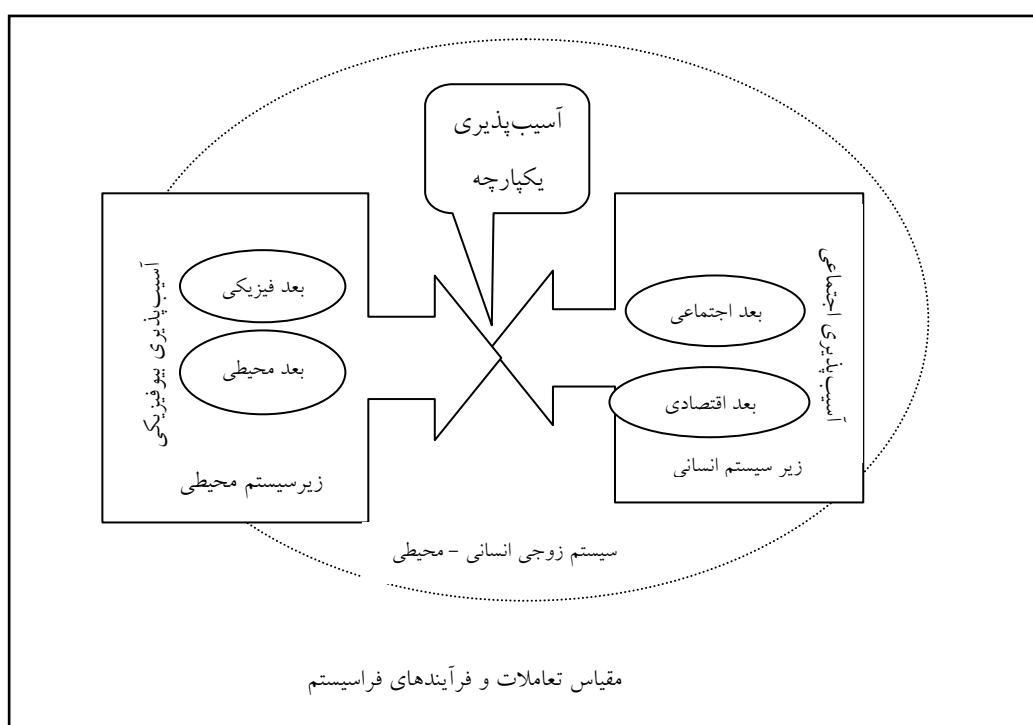 آسیب‌پذیری
یکپارچه
آسیب‌پذیری اجتماعی
بعد اجتماعی
بعد اقتصادی
زیر سیستم انسانی
بعد فیزیکی
بعد محیطی
آسیب‌پذیری بیوفیزیکی
زیرسیستم محیطی
سیستم زوجی انسانی – محیطی
مقیاس تعاملات و فرآیندهای فراسیستم